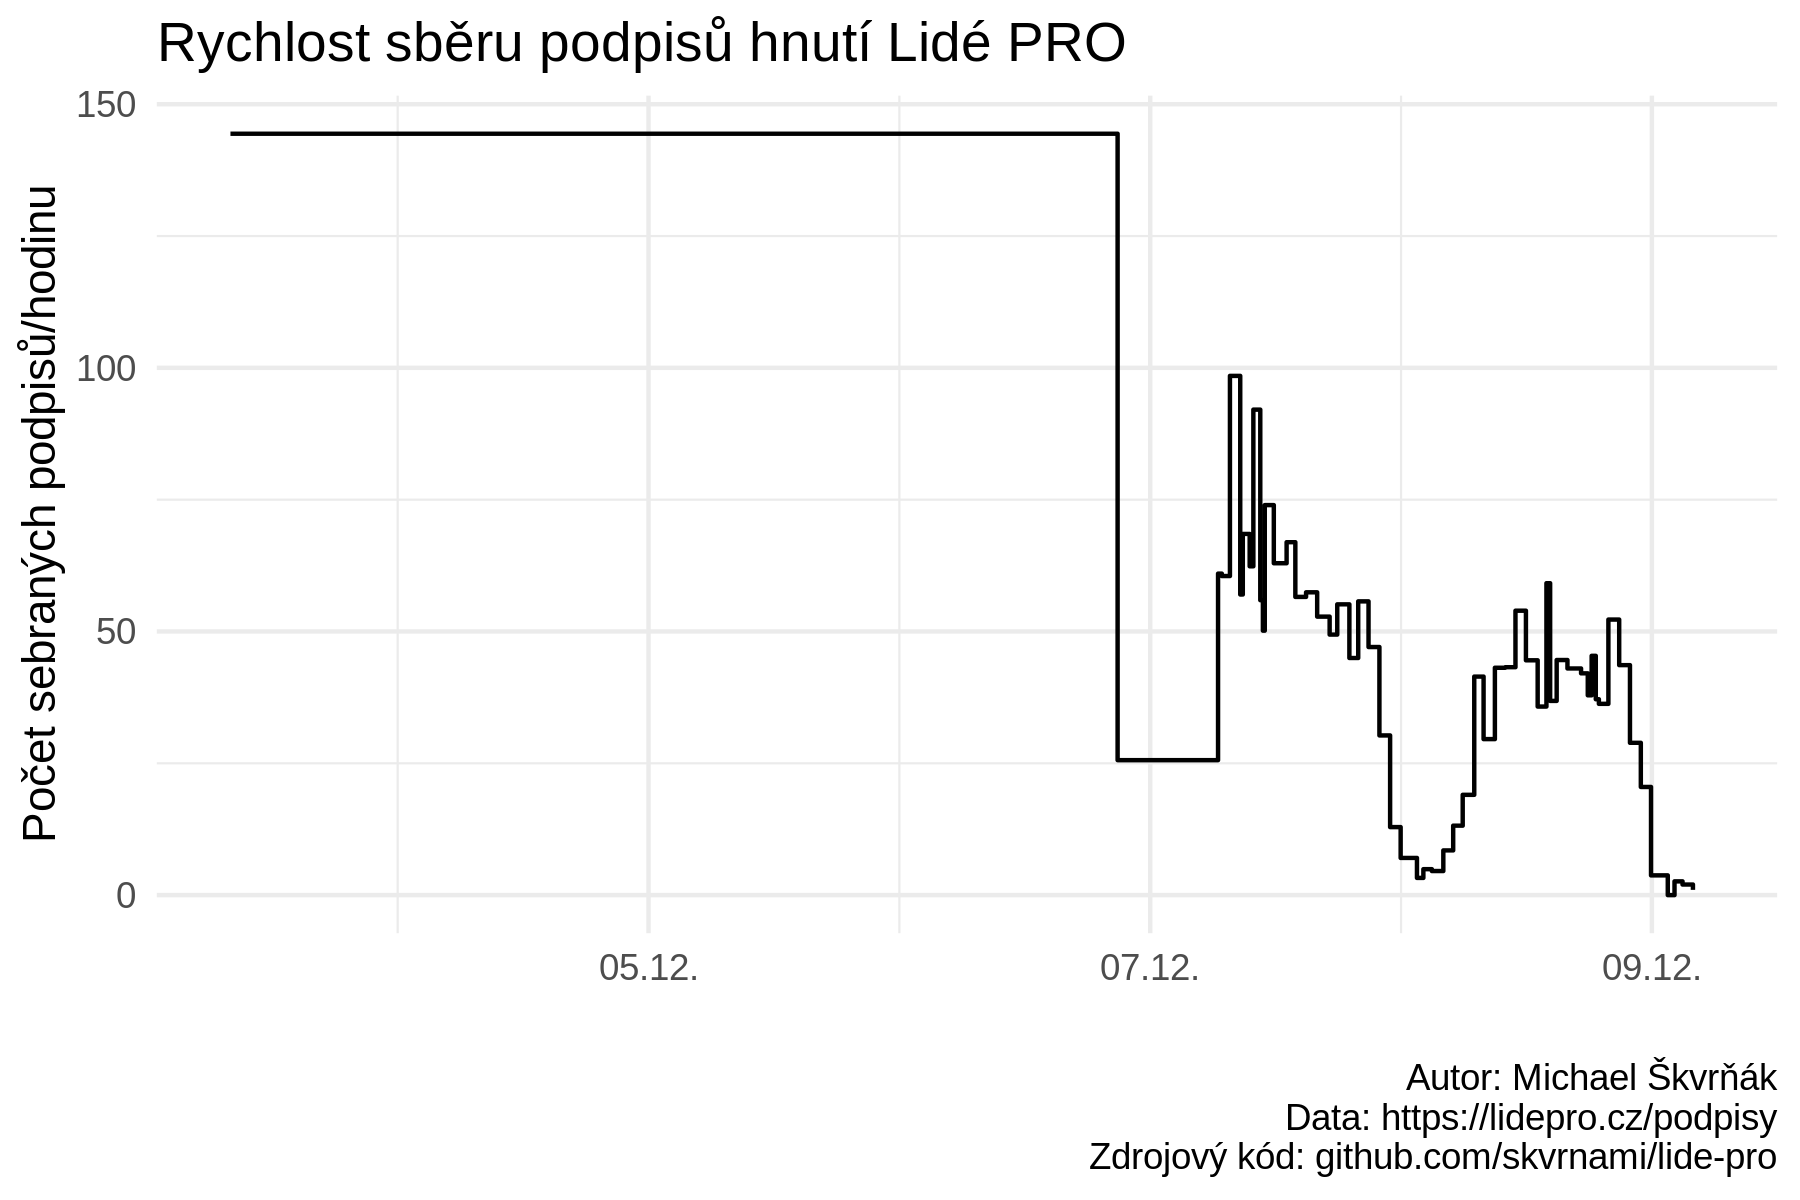 Rychlost sběru podpisů hnutí Lidé PRO
Počet sebraných podpisů/hodinu
150
100
50
0
05.12.
07.12.
09.12.
Autor: Michael Škvrňák
Data: https://lidepro.cz/podpisy
Zdrojový kód: github.com/skvrnami/lide-pro